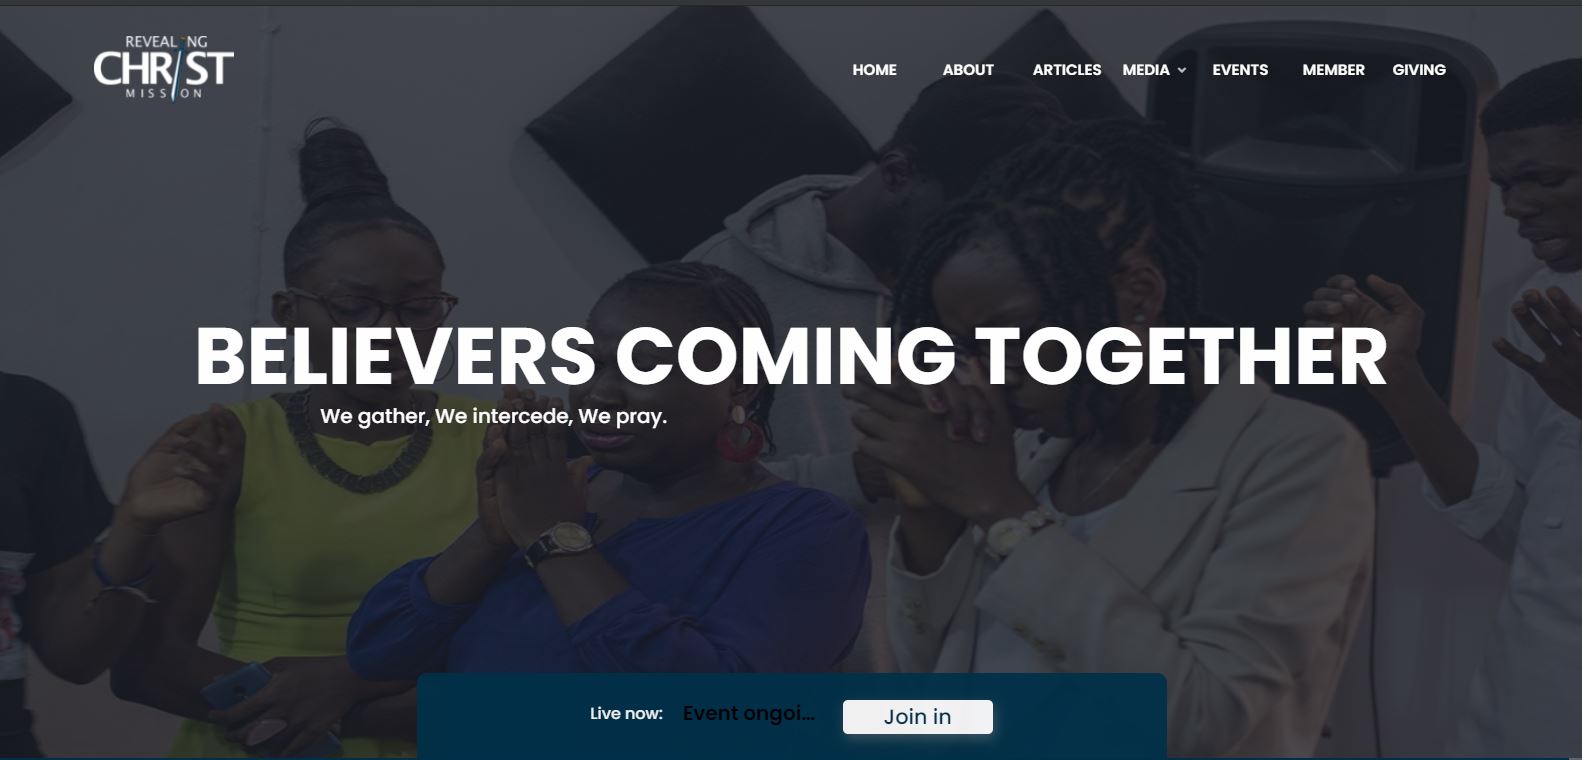 REVEALING
CHRIST
MISSION
HOME ABOUT ARTICLES MEDIA EVENTS MEMBER GIVING
BELIEVERS COMING TOGETHER
We gather, We intercede, We pray.
Live now: Event ongoi... Join in